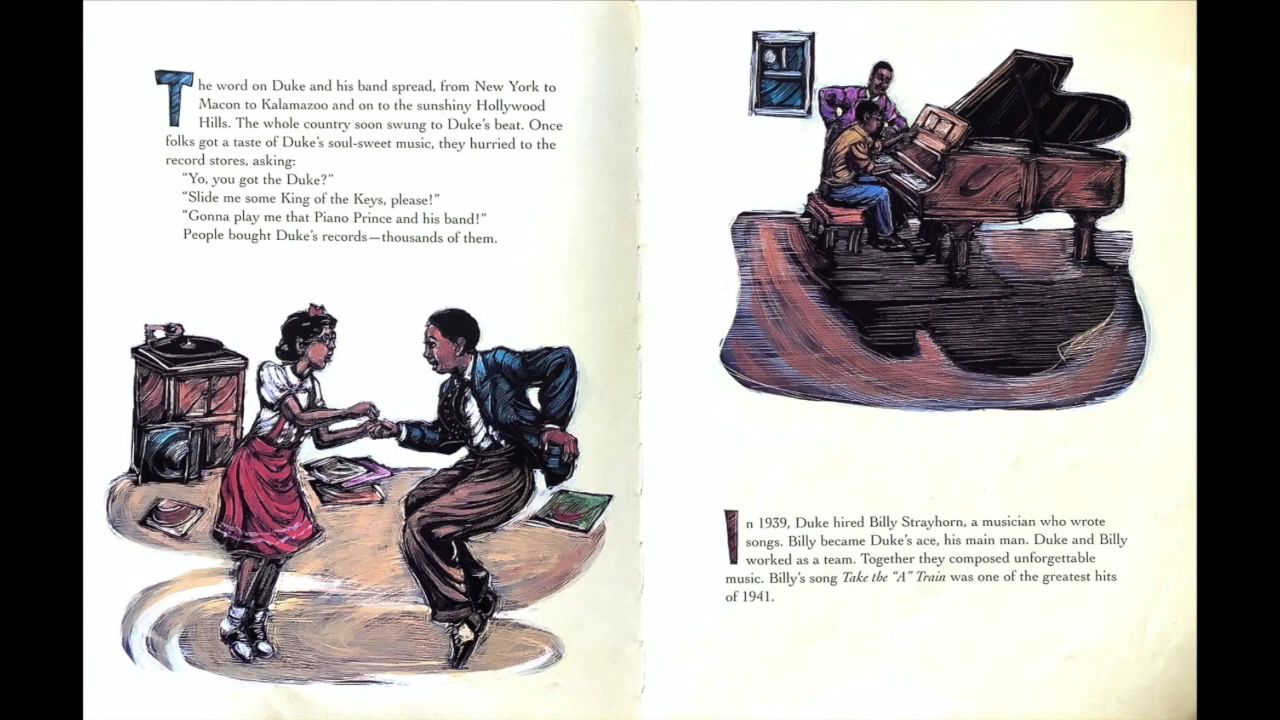 The word on Duke and his band spread, from New York to
Macon to Kalamazoo and on to the sunshiny Hollywood
Hills. The whole country soon swung to Duke's beat. Once
folks got a taste of Duke's soul-sweet music, they hurried to the
record stores, asking:
"Yo, you got the Duke?"
"Slide me some King of the Keys, please!"
"Gonna play me that Piano Prince and his band!"
People bought Duke's records—thousands of them.
In 1939, Duke hired Billy Strayhorn, a musician who wrote
songs. Billy became Duke's ace, his main man. Duke and Billy
worked as a team. Together they composed unforgettable
music. Billy's song Take the "A" Train was one of the greatest hits
of 1941.